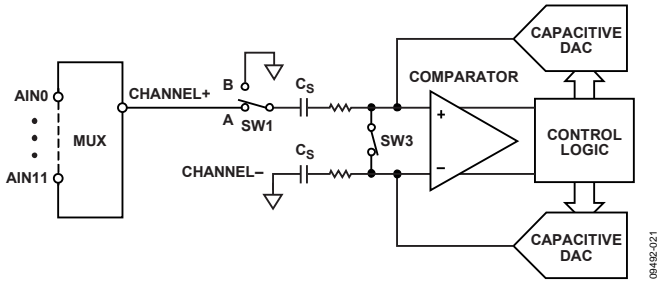 CAPACITIVE
DAC
COMPARATOR
B
CHANNEL+
CS
AIN0
A
SW1
+
MUX
SW3
CONTROL
LOGIC
CS
AIN11
CHANNEL–
–
CAPACITIVE
DAC
09492-021